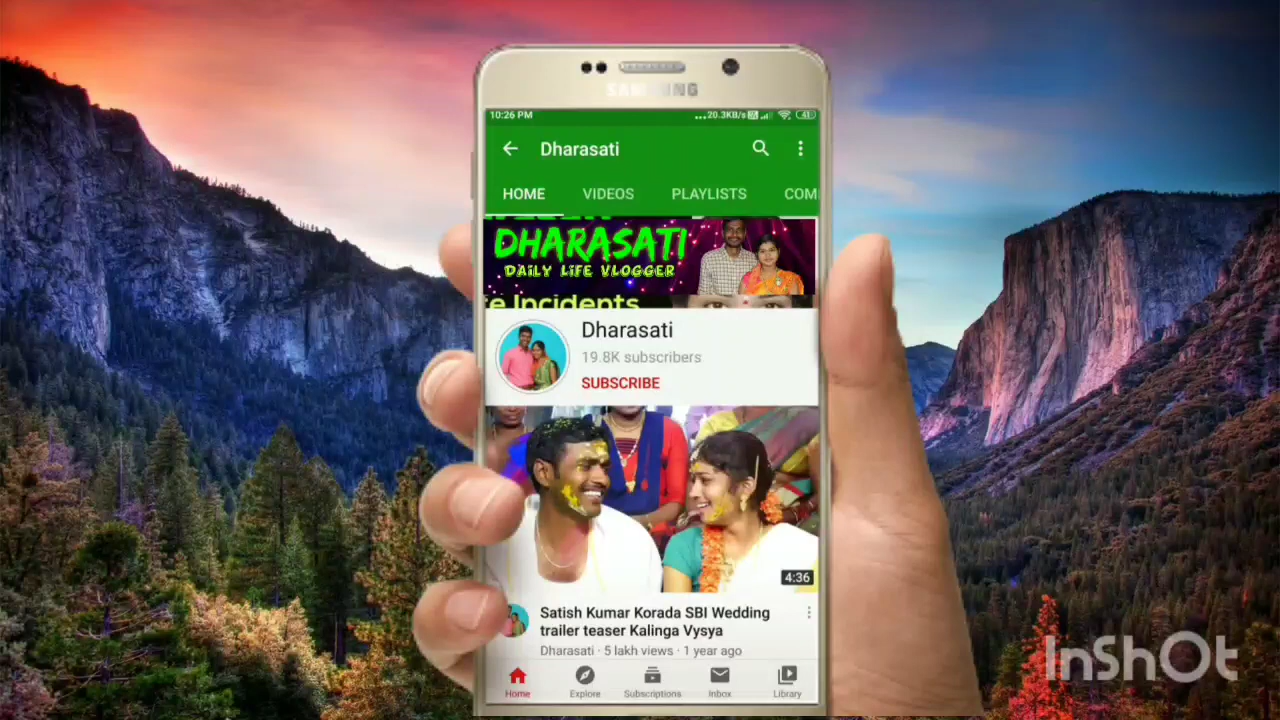 SAMSUNG
10:26 PM
...20.3KB/s
41
Dharasati
HOME VIDEOS PLAYLISTS COM
DHARASATI
DAILY LIFE VLOGGER
e Incidents
Dharasati
19.8K subscribers
SUBSCRIBE
4:36
Satish Kumar Korada SBI Wedding
trailer teaser Kalinga Vysya
Dharasati · 5 lakh views · 1 year ago
Home Explore Subscriptions Inbox Library
InShOt